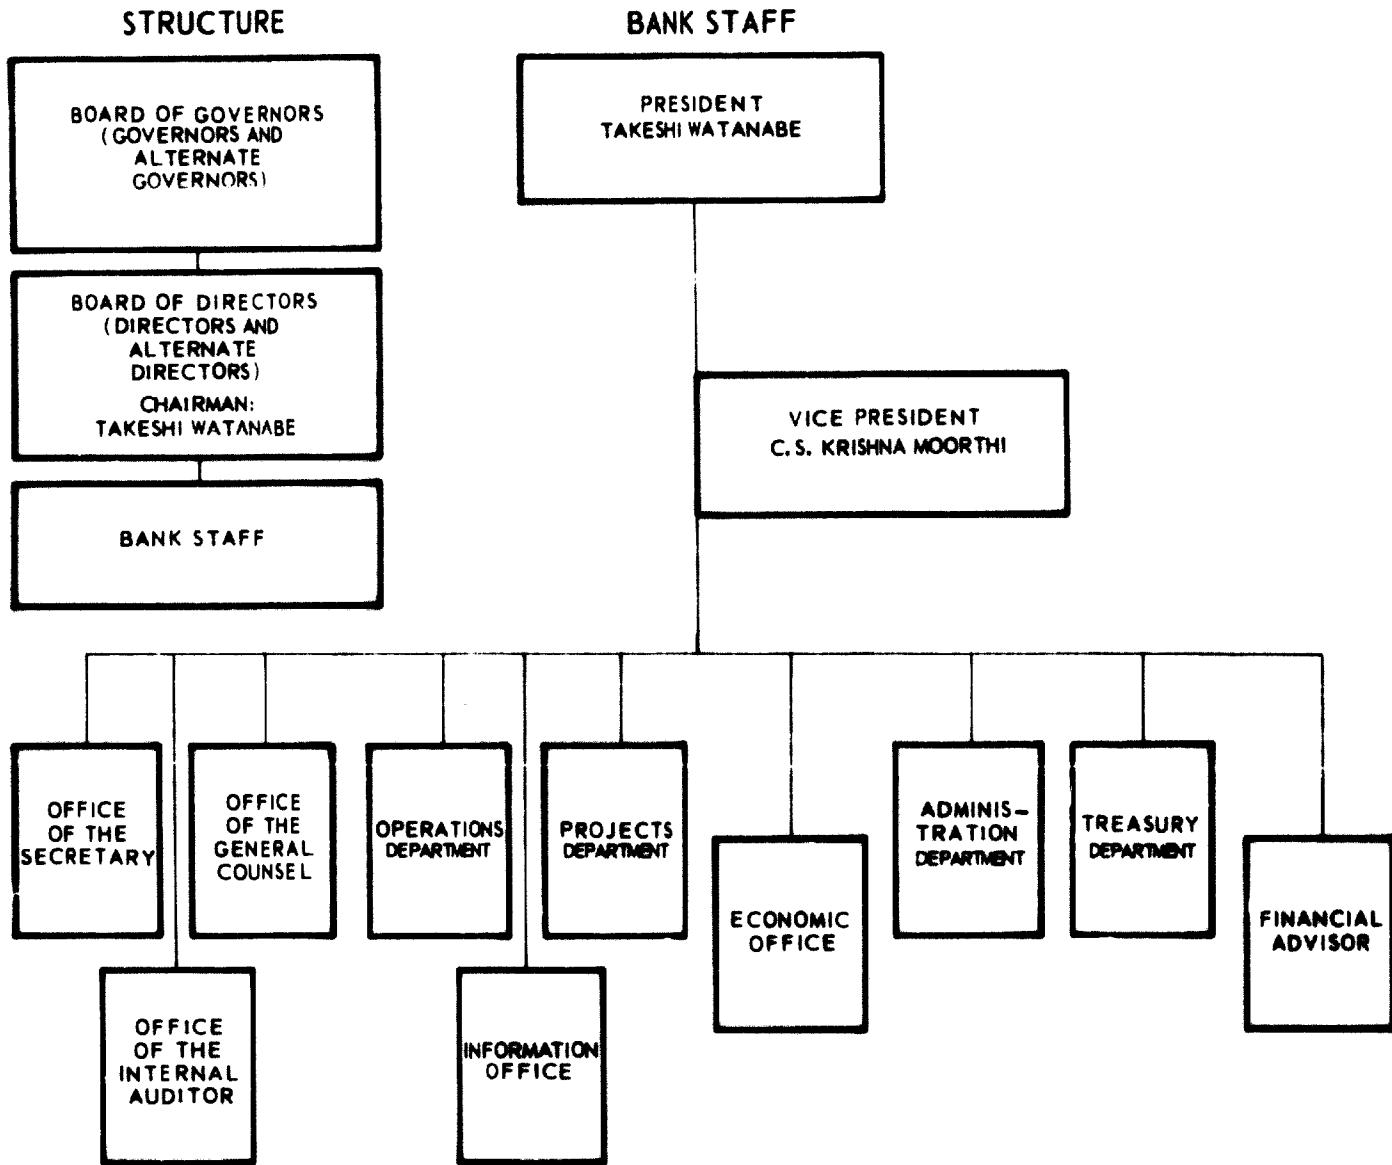 STRUCTURE
BOARD OF GOVERNORS
(GOVERNORS AND
ALTERNATE
GOVERNORS)
BOARD OF DIRECTORS
(DIRECTORS AND
ALTERNATE
DIRECTORS)
CHAIRMAN:
TAKESHI WATANABE
BANK STAFF
BANK STAFF
PRESIDENT
TAKESHI WATANABE
VICE PRESIDENT
C. S. KRISHNA MOORTHI
OFFICE
OF THE
SECRETARY
OFFICE
OF THE
INTERNAL
AUDITOR
OFFICE
OF THE
GENERAL
COUNSEL
OPERATIONS
DEPARTMENT
INFORMATION
OFFICE
PROJECTS
DEPARTMENT
ECONOMIC
OFFICE
ADMINIS-
TRATION
DEPARTMENT
TREASURY
DEPARTMENT
FINANCIAL
ADVISOR